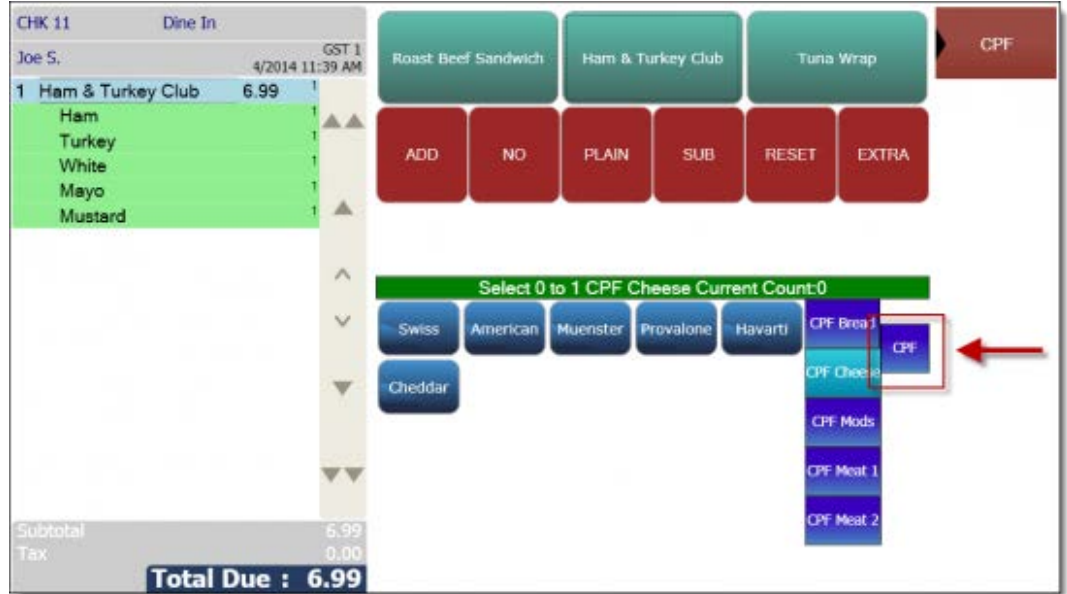 CHK 11 Dine In
Joe S. GST 1
4/2014 11:39 AM
1 Ham & Turkey Club 6.99 1
Ham 1
Turkey 1
White 1
Mayo 1
Mustard 1
Subtotal 6.99
Tax 0.00
Total Due : 6.99
Roast Beef Sandwich Ham & Turkey Club Tuna Wrap
CPF
ADD NO PLAIN SUB RESET EXTRA
Select 0 to 1 CPF Cheese Current Count:0
Swiss American Muenster Provalone Havarti CPF Bread
CPF
Cheddar CPF Cheese
CPF Mods
CPF Meat 1
CPF Meat 2